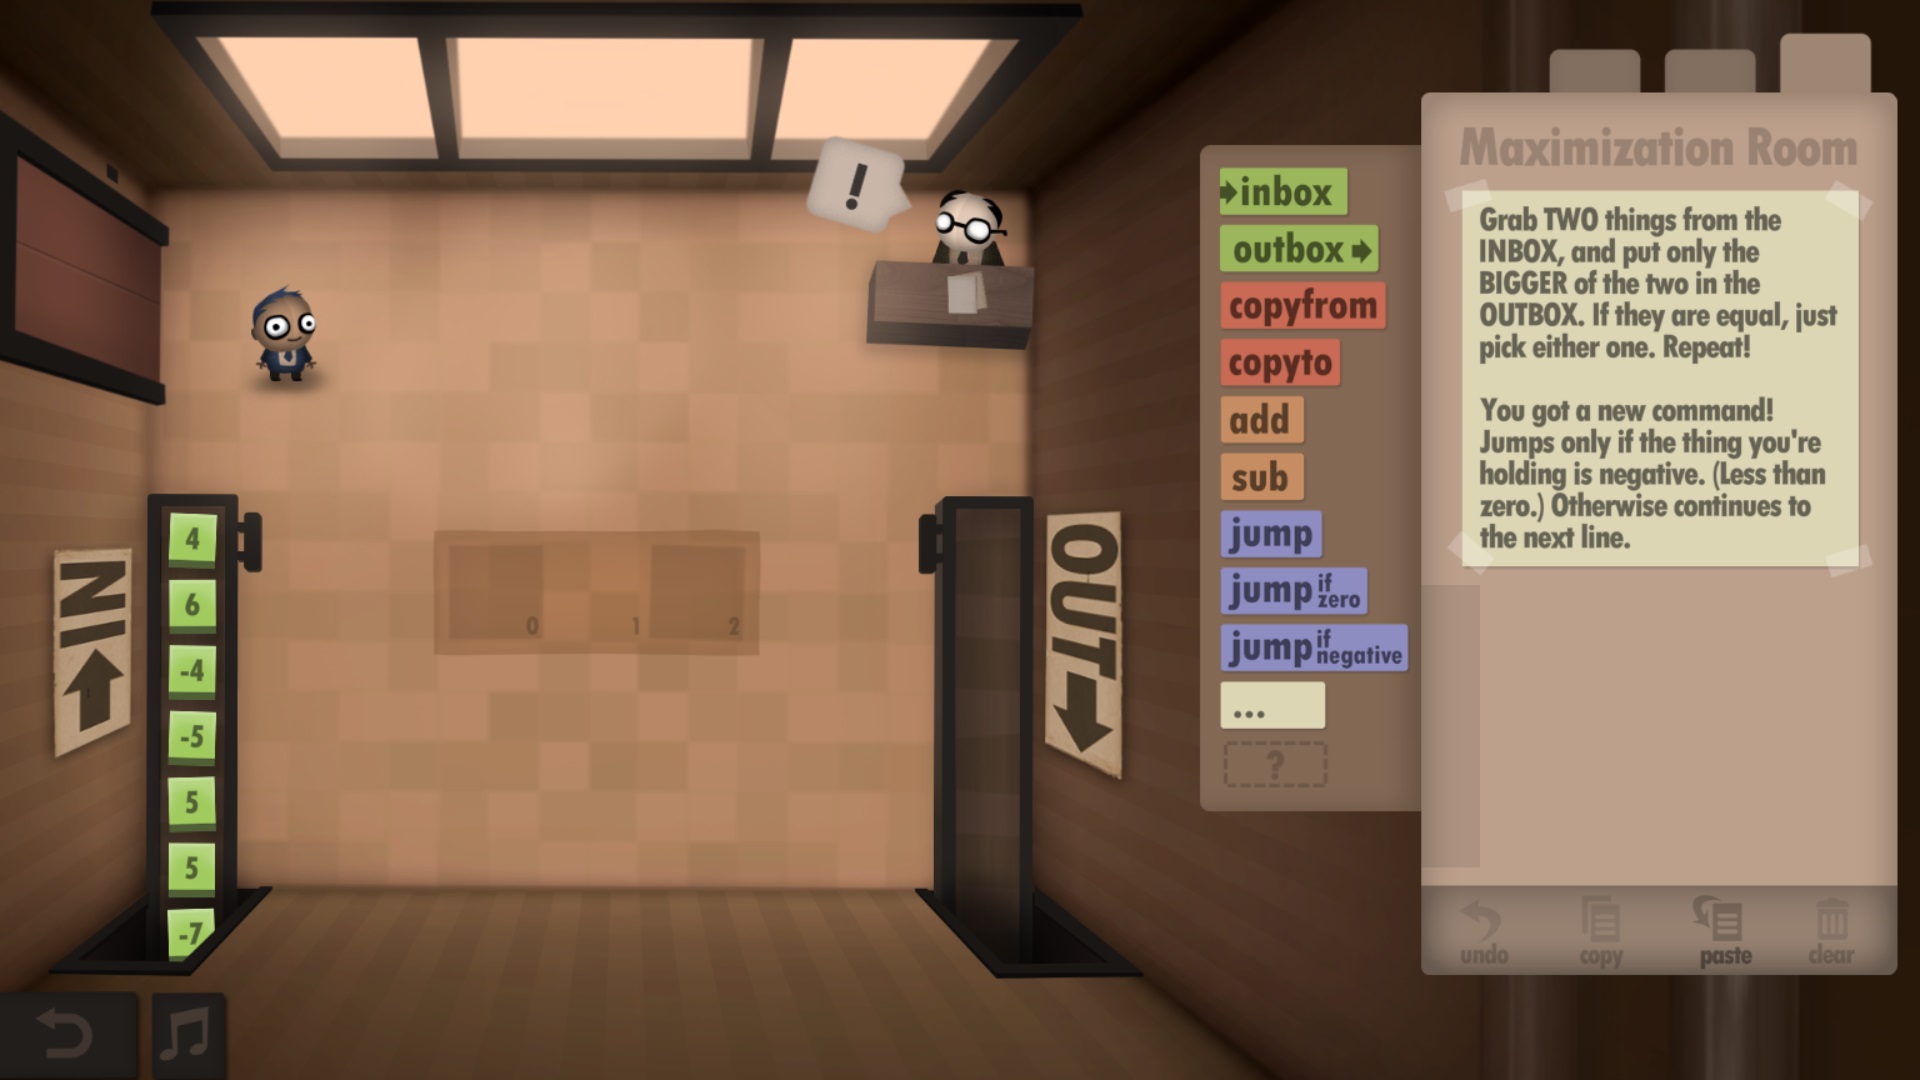 Maximization Room
Grab TWO things from the
INBOX, and put only the
BIGGER of the two in the
OUTBOX. If they are equal, just
pick either one. Repeat!
You got a new command!
Jumps only if the thing you're
holding is negative. (Less than
zero.) Otherwise continues to
the next line.
inbox
outbox
copyfrom
copyto
add
sub
jump
jump if zero
jump if negative
...
?
!
IN
4
6
-4
-5
5
5
-7
0 1 2
OUT
undo copy paste clear